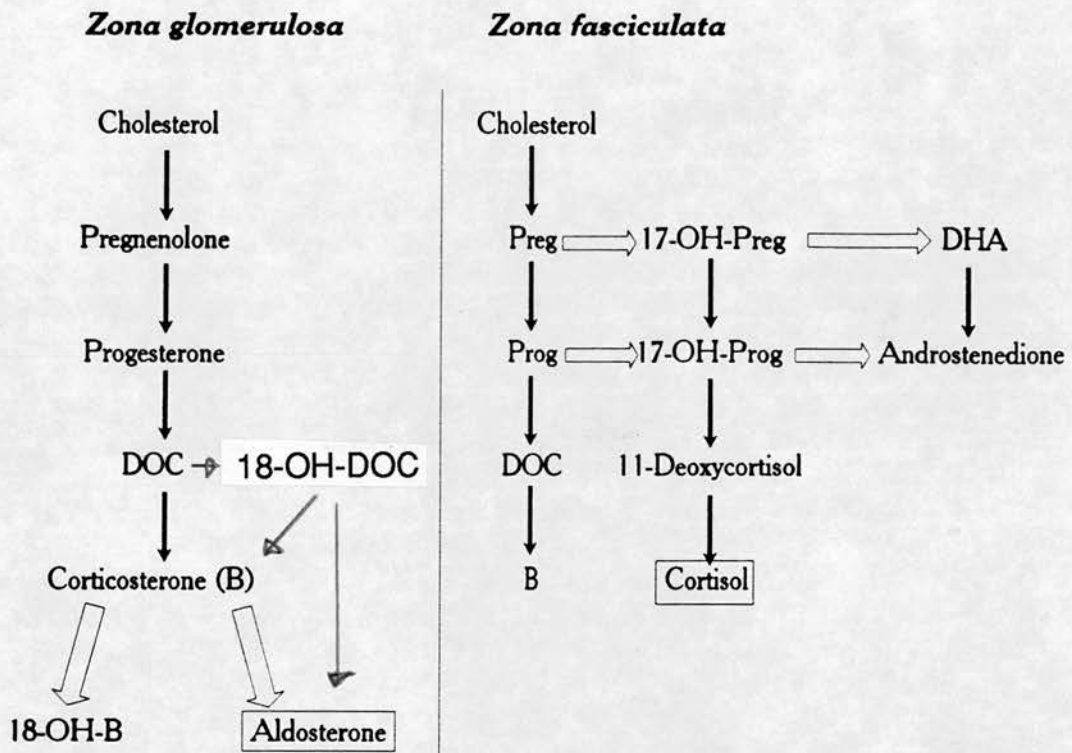 Zona glomerulosa
Cholesterol
Pregnenolone
Progesterone
DOC 18-OH-DOC
Corticosterone (B)
18-OH-B Aldosterone
Zona fasciculata
Cholesterol
Preg 17-OH-Preg DHA
Prog 17-OH-Prog Androstenedione
DOC 11-Deoxycortisol
B Cortisol